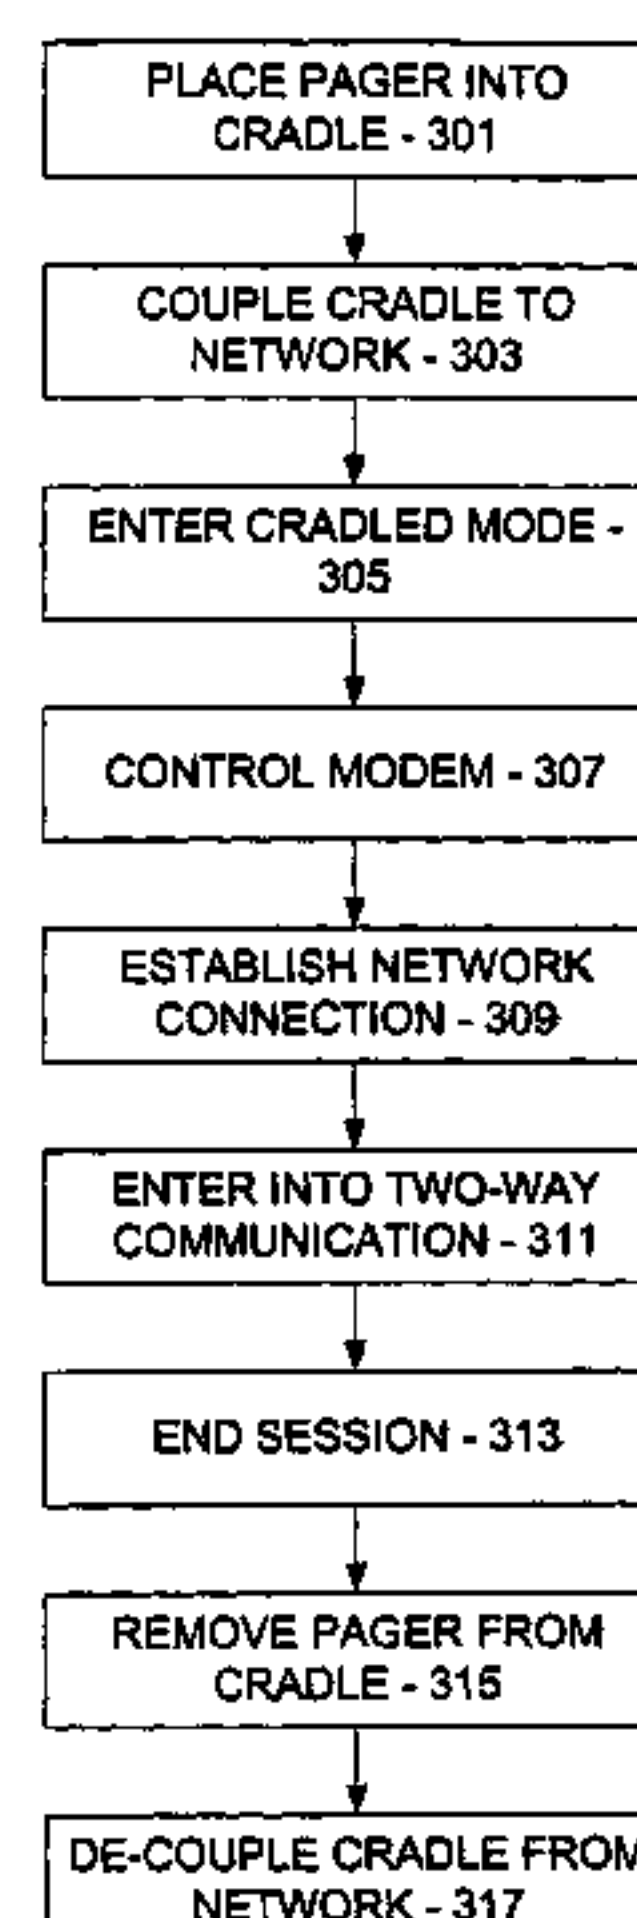 PLACE PAGER INTO
CRADLE - 301
COUPLE CRADLE TO
NETWORK - 303
ENTER CRADLED MODE -
305
CONTROL MODEM - 307
ESTABLISH NETWORK
CONNECTION - 309
ENTER INTO TWO-WAY
COMMUNICATION - 311
END SESSION - 313
REMOVE PAGER FROM
CRADLE - 315
DE-COUPLE CRADLE FROM
NETWORK - 317